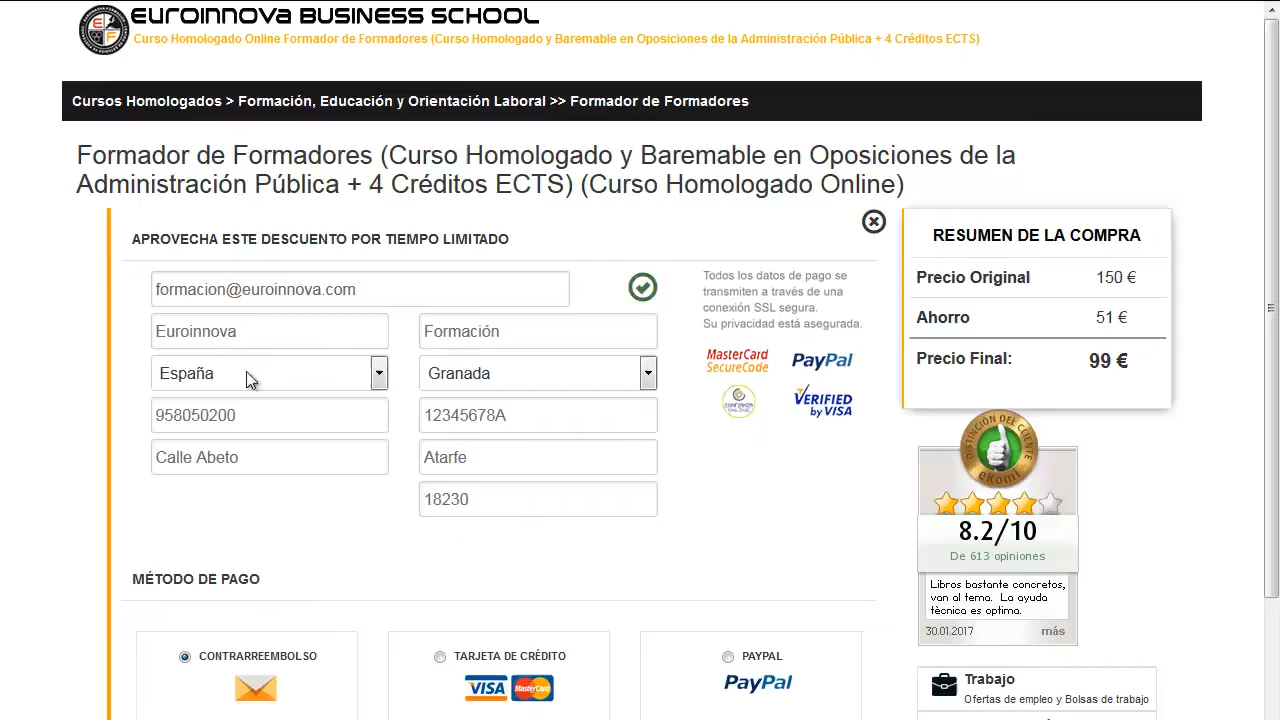 EUROINNOVA BUSINESS SCHOOL
Curso Homologado Online Formador de Formadores (Curso Homologado y Baremable en Oposiciones de la Administración Pública + 4 Créditos ECTS)
Cursos Homologados > Formación, Educación y Orientación Laboral >> Formador de Formadores
Formador de Formadores (Curso Homologado y Baremable en Oposiciones de la
Administración Pública + 4 Créditos ECTS) (Curso Homologado Online)
APROVECHA ESTE DESCUENTO POR TIEMPO LIMITADO
formacion@euroinnova.com
Euroinnova Formación
España Granada
958050200 12345678A
Calle Abeto Atarfe
18230
Todos los datos de pago se
transmiten a través de una
conexión SSL segura.
Su privacidad está asegurada.
MasterCard PayPal
SecureCode
CONFIANZA ONLINE VERIFIED
by VISA
RESUMEN DE LA COMPRA
Precio Original 150 €
Ahorro 51 €
Precio Final: 99 €
DISTINCIÓN DEL CLIENTE
eKomi
8.2/10
De 613 opiniones
Libros bastante concretos,
van al tema. La ayuda
tècnica es optima.
30.01.2017 más
MÉTODO DE PAGO
CONTRARREEMBOLSO TARJETA DE CRÉDITO PAYPAL
VISA MasterCard PayPal
Trabajo
Ofertas de empleo y Bolsas de trabajo